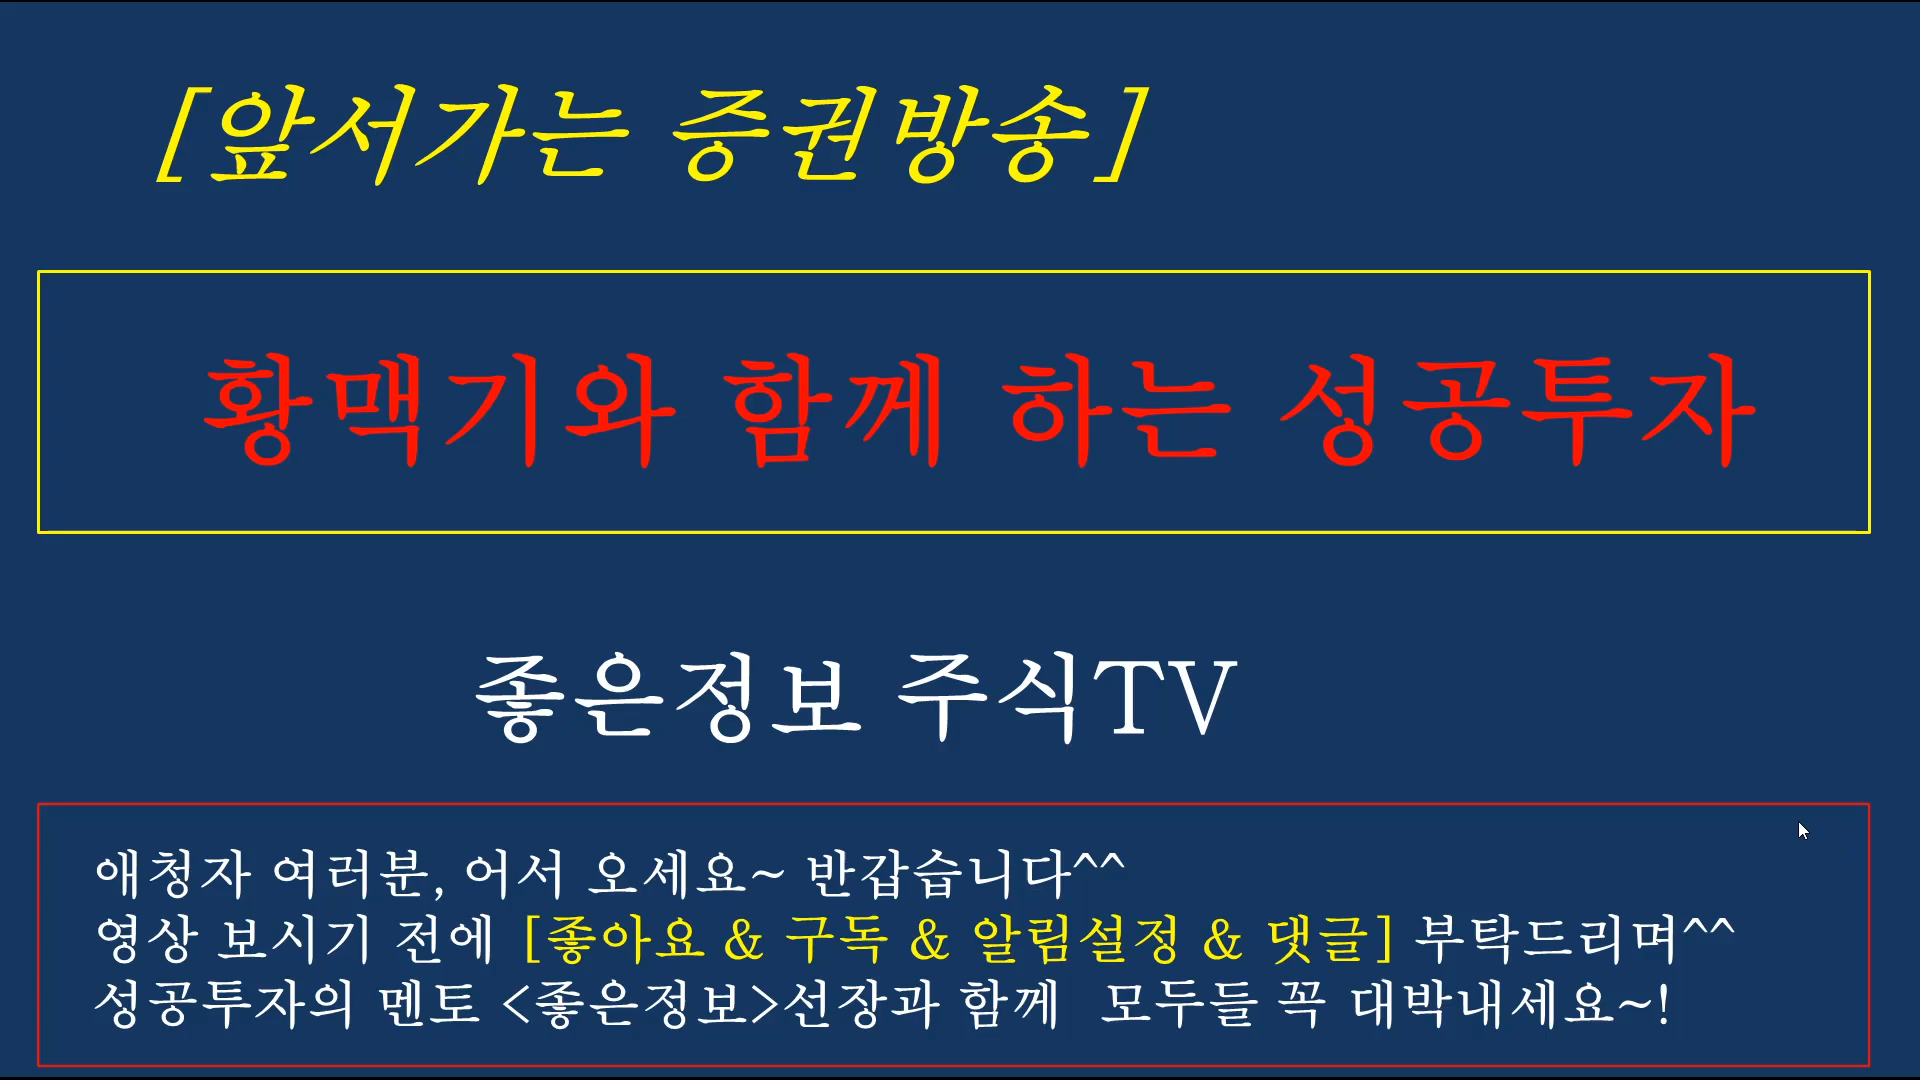 [앞서가는 증권방송]
황맥기와 함께 하는 성공투자
좋은정보 주식TV
애청자 여러분, 어서 오세요~ 반갑습니다^^
영상 보시기 전에 [좋아요 & 구독 & 알림설정 & 댓글] 부탁드리며^^
성공투자의 멘토 <좋은정보>선장과 함께 모두들 꼭 대박내세요~!